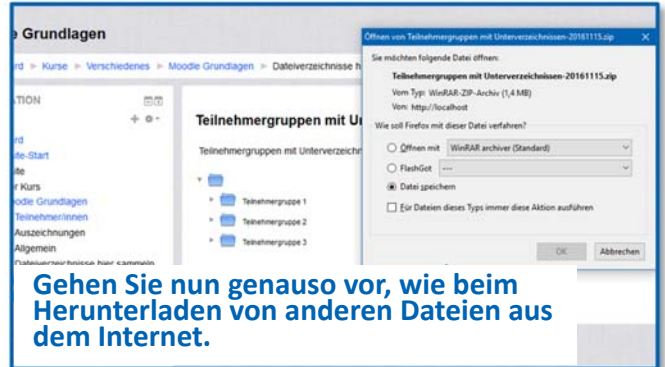 e Grundlagen
rd ► Kurse ► Verschiedenes ► Moodle Grundlagen ► Dateiverzeichnisse h
TION
rd
ite-Start
ite
r Kurs
oodle Grundlagen
Teilnehmer/innen
Auszeichnungen
Allgemein
Dateiverzeichnisse hier sammeln
Teilnehmergruppen mit U
Teilnehmergruppen mit Unterverzeichn
Teilnehmergruppe 1
Teilnehmergruppe 2
Teilnehmergruppe 3
Öffnen von Teilnehmergruppen mit Unterverzeichnissen-20161115.zip
Sie möchten folgende Datei öffnen:
Teilnehmergruppen mit Unterverzeichnissen-20161115.zip
Vom Typ: WinRAR-ZIP-Archiv (1,4 MB)
Von: http://localhost
Wie soll Firefox mit dieser Datei verfahren?
Öffnen mit WinRAR archiver (Standard)
FlashGot ---
Datei speichern
Für Dateien dieses Typs immer diese Aktion ausführen
OK Abbrechen
Gehen Sie nun genauso vor, wie beim
Herunterladen von anderen Dateien aus
dem Internet.